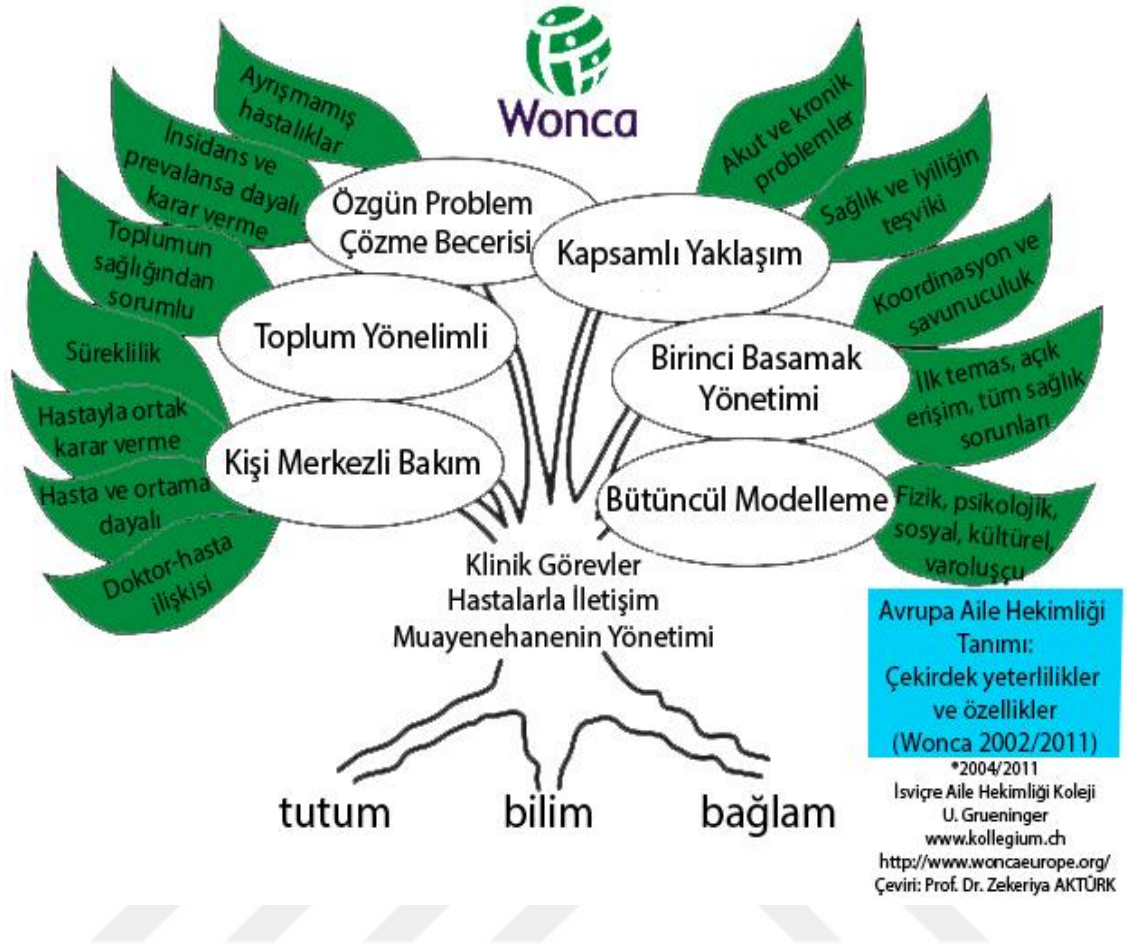 Wonca
Ayrışmamış
hastalıklar
İnsidans ve
prevalansa dayalı
karar verme
Toplumun
sağlığından
sorumlu
Süreklilik
Hastayla ortak
karar verme
Hasta ve ortama
dayalı
Doktor-hasta
ilişkisi
Özgün Problem
Çözme Becerisi
Toplum Yönelimli
Kişi Merkezli Bakım
Kapsamlı Yaklaşım
Birinci Basamak
Yönetimi
Bütüncül Modelleme
Akut ve kronik
problemler
Sağlık ve iyiliğin
teşviki
Koordinasyon ve
savunuculuk
İlk temas, açık
erişim, tüm sağlık
sorunları
Fizik, psikolojik,
sosyal, kültürel,
varoluşçu
Klinik Görevler
Hastalarla İletişim
Muayenehanenin Yönetimi
tutum
bilim
bağlam
Avrupa Aile Hekimliği
Tanımı:
Çekirdek yeterlilikler
ve özellikler
(Wonca 2002/2011)
*2004/2011
İsviçre Aile Hekimliği Koleji
U. Grueninger
www.kollegium.ch
http://www.woncaeurope.org/
Çeviri: Prof. Dr. Zekeriya AKTÜRK